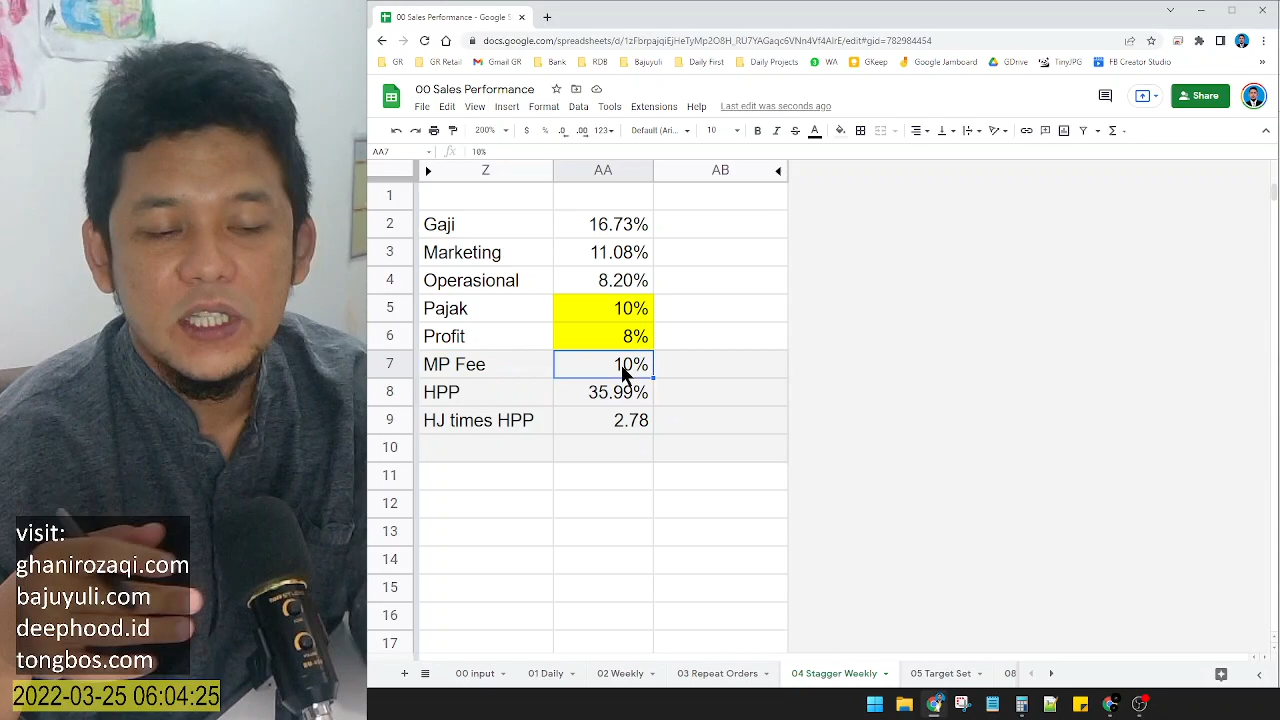 00 Sales Performance - Google S
docs.google.com/spreadsheets/d/1zFbrpajqiEjHeTyMp2O8H_RU7YAGaqc6VNn4Vf4AIrE/edit#gid=782984454
GR
GR Retail
Gmail GR
Bank
RDB
Bajuyuli
Daily First
Daily Projects
WA
GKeep
Google Jamboard
GDrive
TinyJPG
FB Creator Studio
00 Sales Performance
File Edit View Insert Format Data Tools Extensions Help Last edit was seconds ago
Share
200% $ % .0 .00 123 Default (Ari... 10 B I S A
AA7 fx 10%
Z AA AB
1
2 Gaji 16.73%
3 Marketing 11.08%
4 Operasional 8.20%
5 Pajak 10%
6 Profit 8%
7 MP Fee 10%
8 HPP 35.99%
9 HJ times HPP 2.78
10
11
12
13
14
15
16
17
00 input 01 Daily 02 Weekly 03 Repeat Orders 04 Stagger Weekly 05 Target Set 08
visit:
ghanirozaqi.com
bajuyuli.com
deephood.id
tongbos.com
2022-03-25 06:04:25